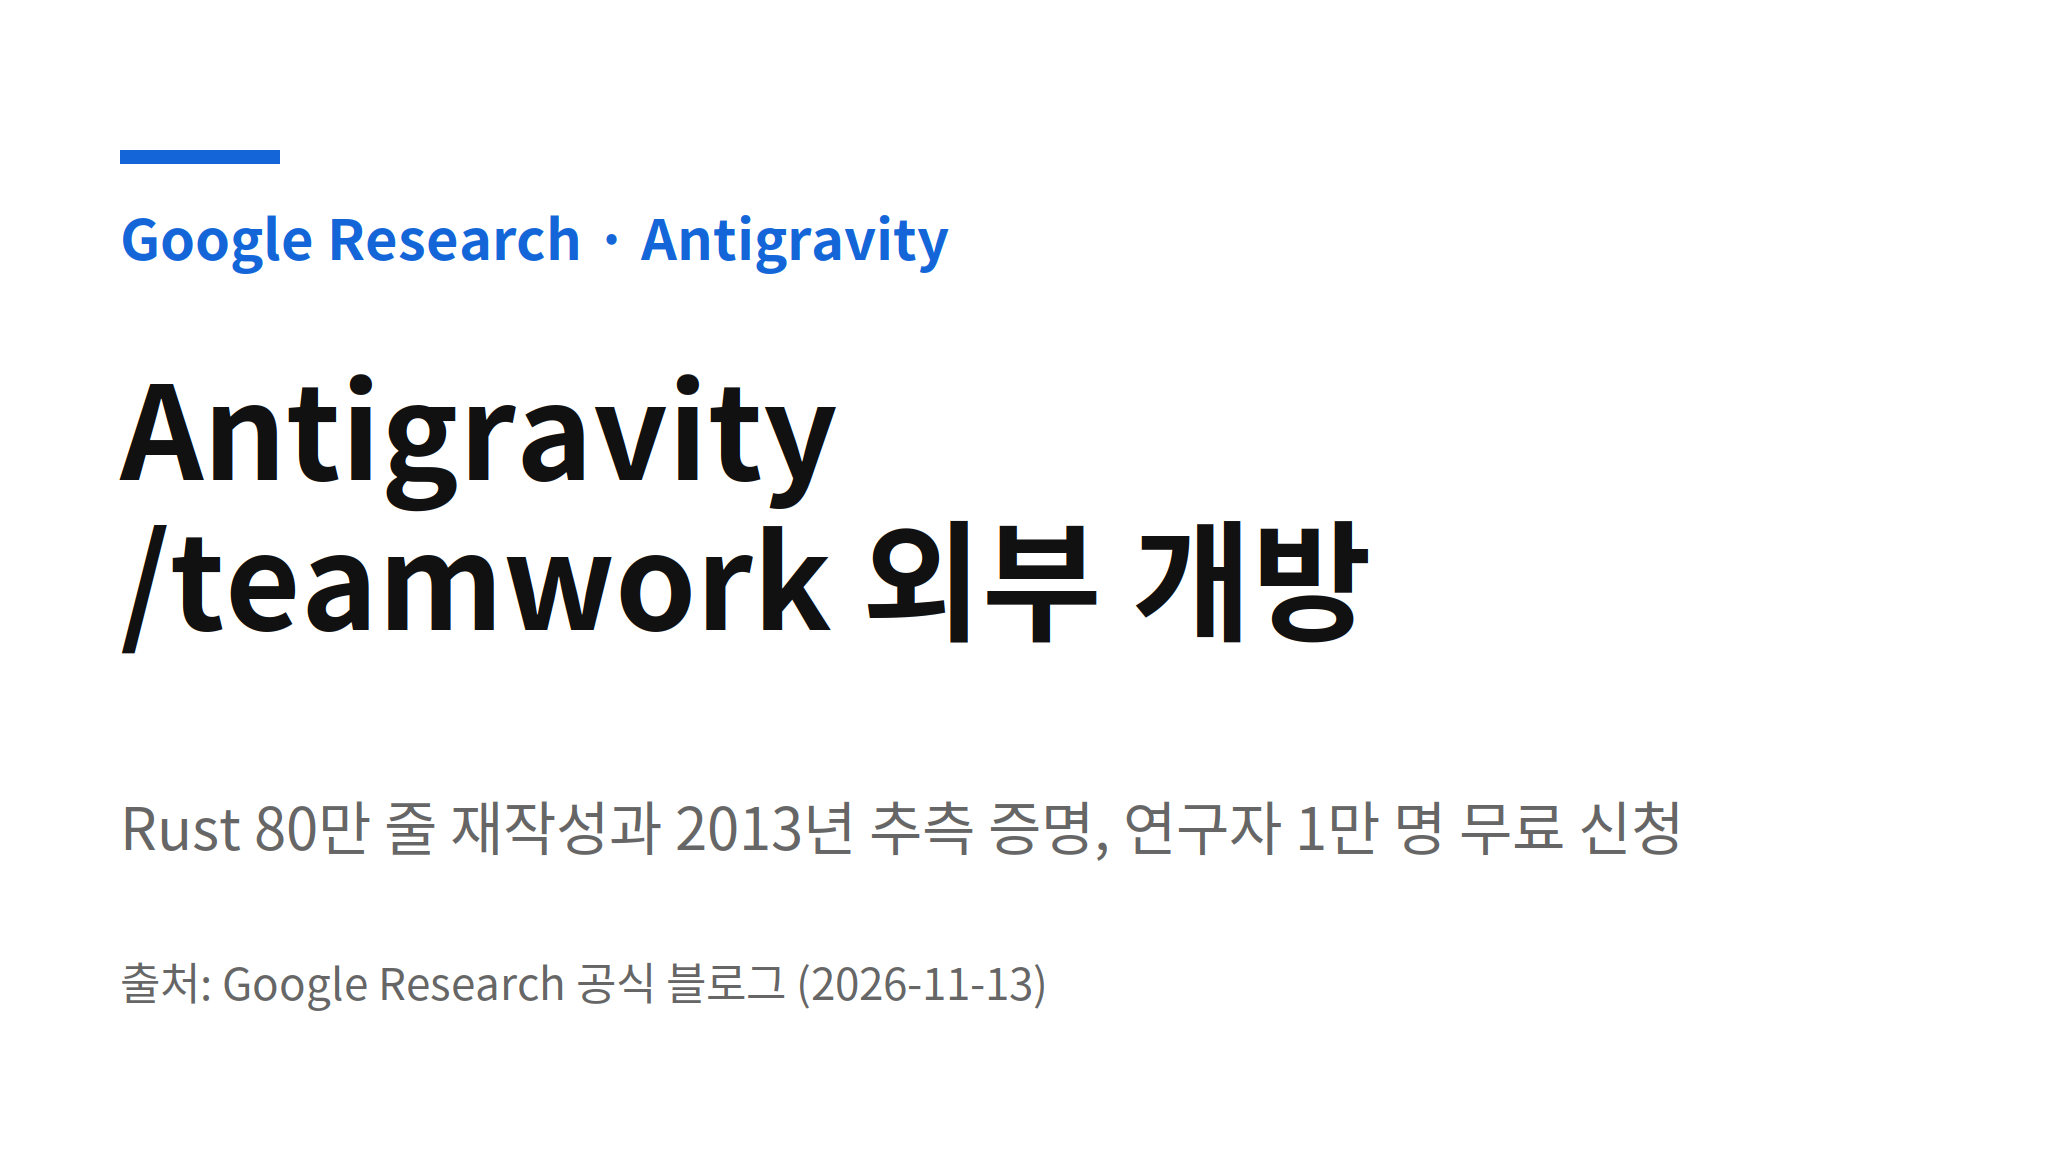 Google Research · Antigravity
Antigravity
/teamwork 외부 개방
Rust 80만 줄 재작성과 2013년 추측 증명, 연구자 1만 명 무료 신청
출처: Google Research 공식 블로그 (2026-11-13)